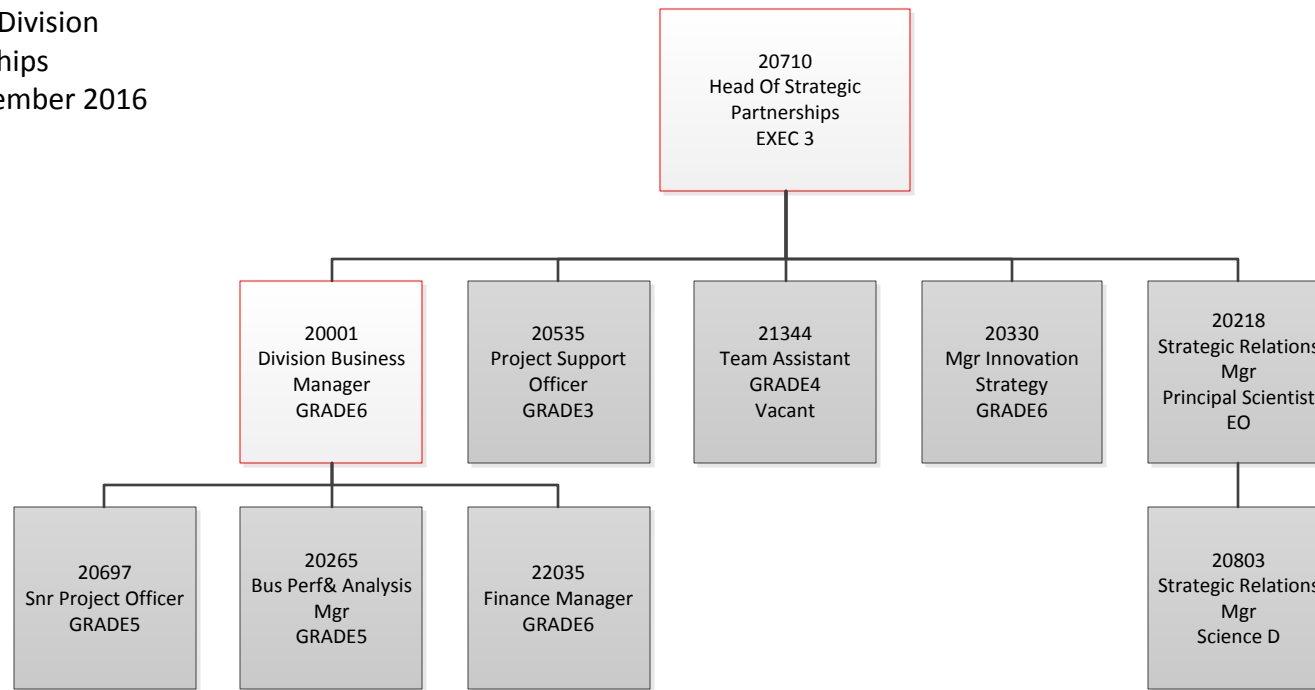 Division
hips
ember 2016
20710
Head Of Strategic
Partnerships
EXEC 3
20001
Division Business
Manager
GRADE6
20535
Project Support
Officer
GRADE3
21344
Team Assistant
GRADE4
Vacant
20330
Mgr Innovation
Strategy
GRADE6
20218
Strategic Relations
Mgr
Principal Scientist
EO
20697
Snr Project Officer
GRADE5
20265
Bus Perf& Analysis
Mgr
GRADE5
22035
Finance Manager
GRADE6
20803
Strategic Relations
Mgr
Science D